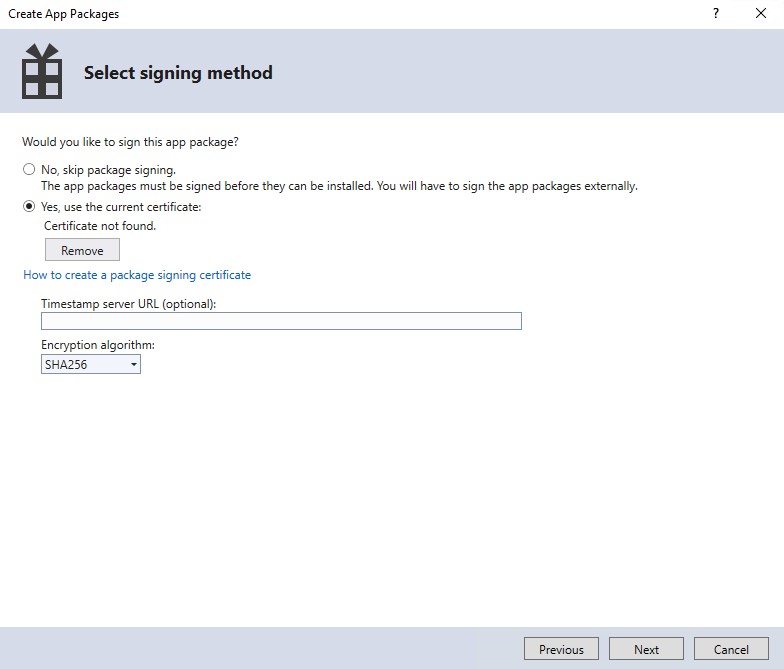 Create App Packages
?
Select signing method
Would you like to sign this app package?
No, skip package signing.
The app packages must be signed before they can be installed. You will have to sign the app packages externally.
Yes, use the current certificate:
Certificate not found.
Remove
How to create a package signing certificate
Timestamp server URL (optional):
Encryption algorithm:
SHA256
Previous
Next
Cancel